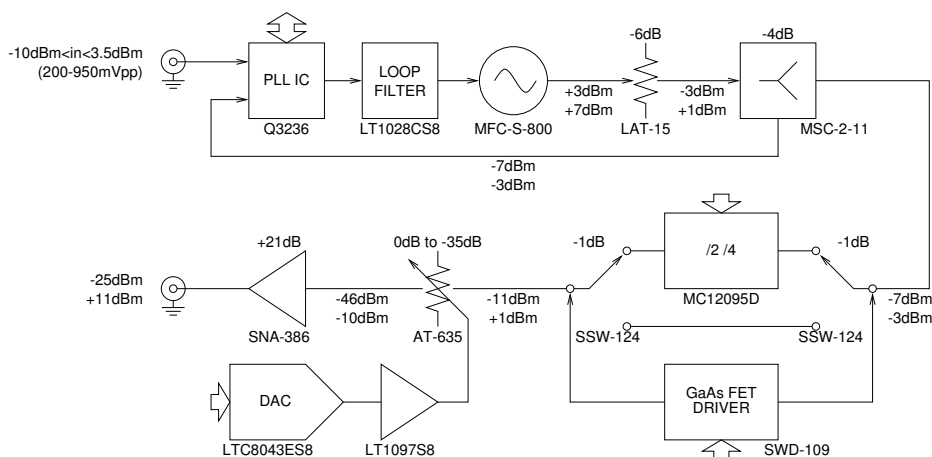 -10dBm<in<3.5dBm
(200-950mVpp)
PLL IC
Q3236
LOOP
FILTER
LT1028CS8
MFC-S-800
+3dBm
+7dBm
-6dB
LAT-15
-3dBm
+1dBm
-4dB
MSC-2-11
-7dBm
-3dBm
-25dBm
+11dBm
+21dB
SNA-386
-46dBm
-10dBm
0dB to -35dB
AT-635
-11dBm
+1dBm
-1dB
SSW-124
/2 /4
MC12095D
-1dB
SSW-124
-7dBm
-3dBm
DAC
LTC8043ES8
LT1097S8
GaAs FET
DRIVER
SWD-109